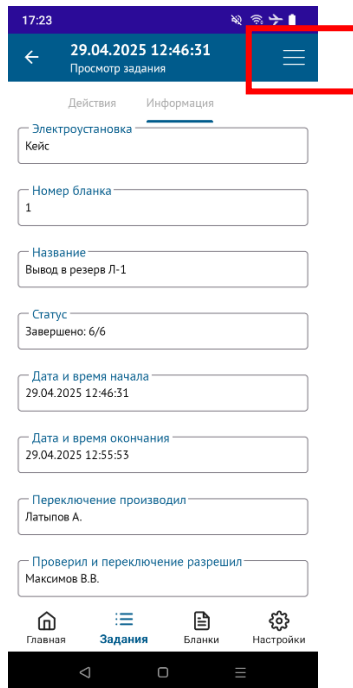 17:23
29.04.2025 12:46:31
Просмотр задания
Действия Информация
Электроустановка
Кейс
Номер бланка
1
Название
Вывод в резерв Л-1
Статус
Завершено: 6/6
Дата и время начала
29.04.2025 12:46:31
Дата и время окончания
29.04.2025 12:55:53
Переключение производил
Латыпов А.
Проверил и переключение разрешил
Максимов В.В.
Главная Задания Бланки Настройки